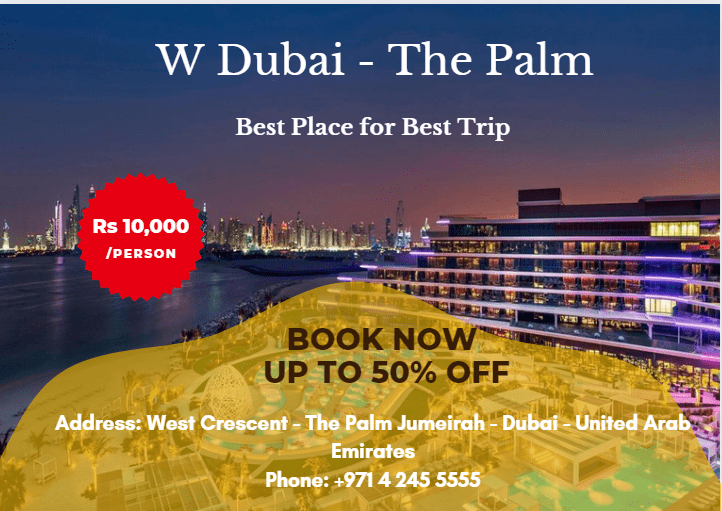 W Dubai - The Palm
Best Place for Best Trip
Rs 10,000
/PERSON
BOOK NOW
UP TO 50% OFF
Address: West Crescent - The Palm Jumeirah - Dubai - United Arab
Emirates
Phone: +971 4 245 5555